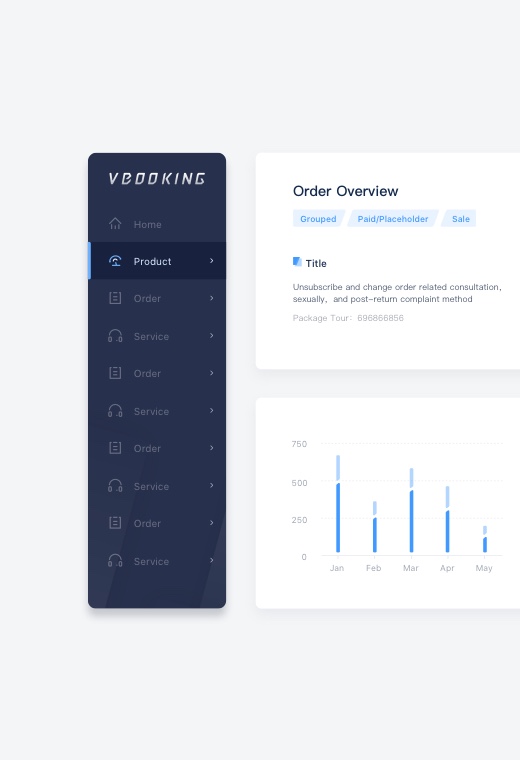 VBOOKING
Home
Product
Order
Service
Order
Service
Order
Service
Order
Service
Order Overview
Grouped Paid/Placeholder Sale
Title
Unsubscribe and change order related consultation,
sexually, and post-return complaint method
Package Tour: 696866856
750
500
250
0
Jan Feb Mar Apr May